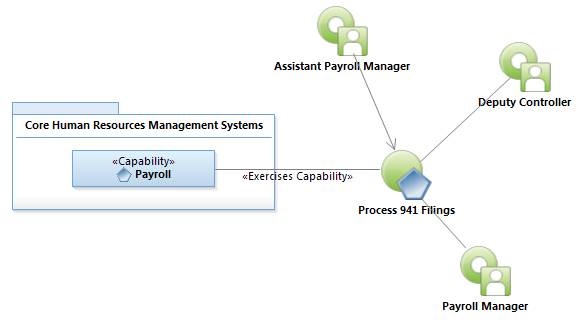 Assistant Payroll Manager
Deputy Controller
Core Human Resources Management Systems
«Capability»
Payroll
«Exercises Capability»
Process 941 Filings
Payroll Manager